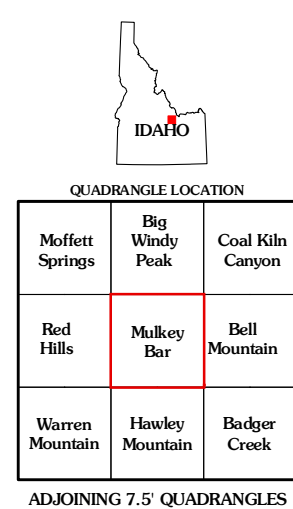 IDAHO
QUADRANGLE LOCATION
Moffett
Springs
Big
Windy
Peak
Coal Kiln
Canyon
Red
Hills
Mulkey
Bar
Bell
Mountain
Warren
Mountain
Hawley
Mountain
Badger
Creek
ADJOINING 7.5' QUADRANGLES